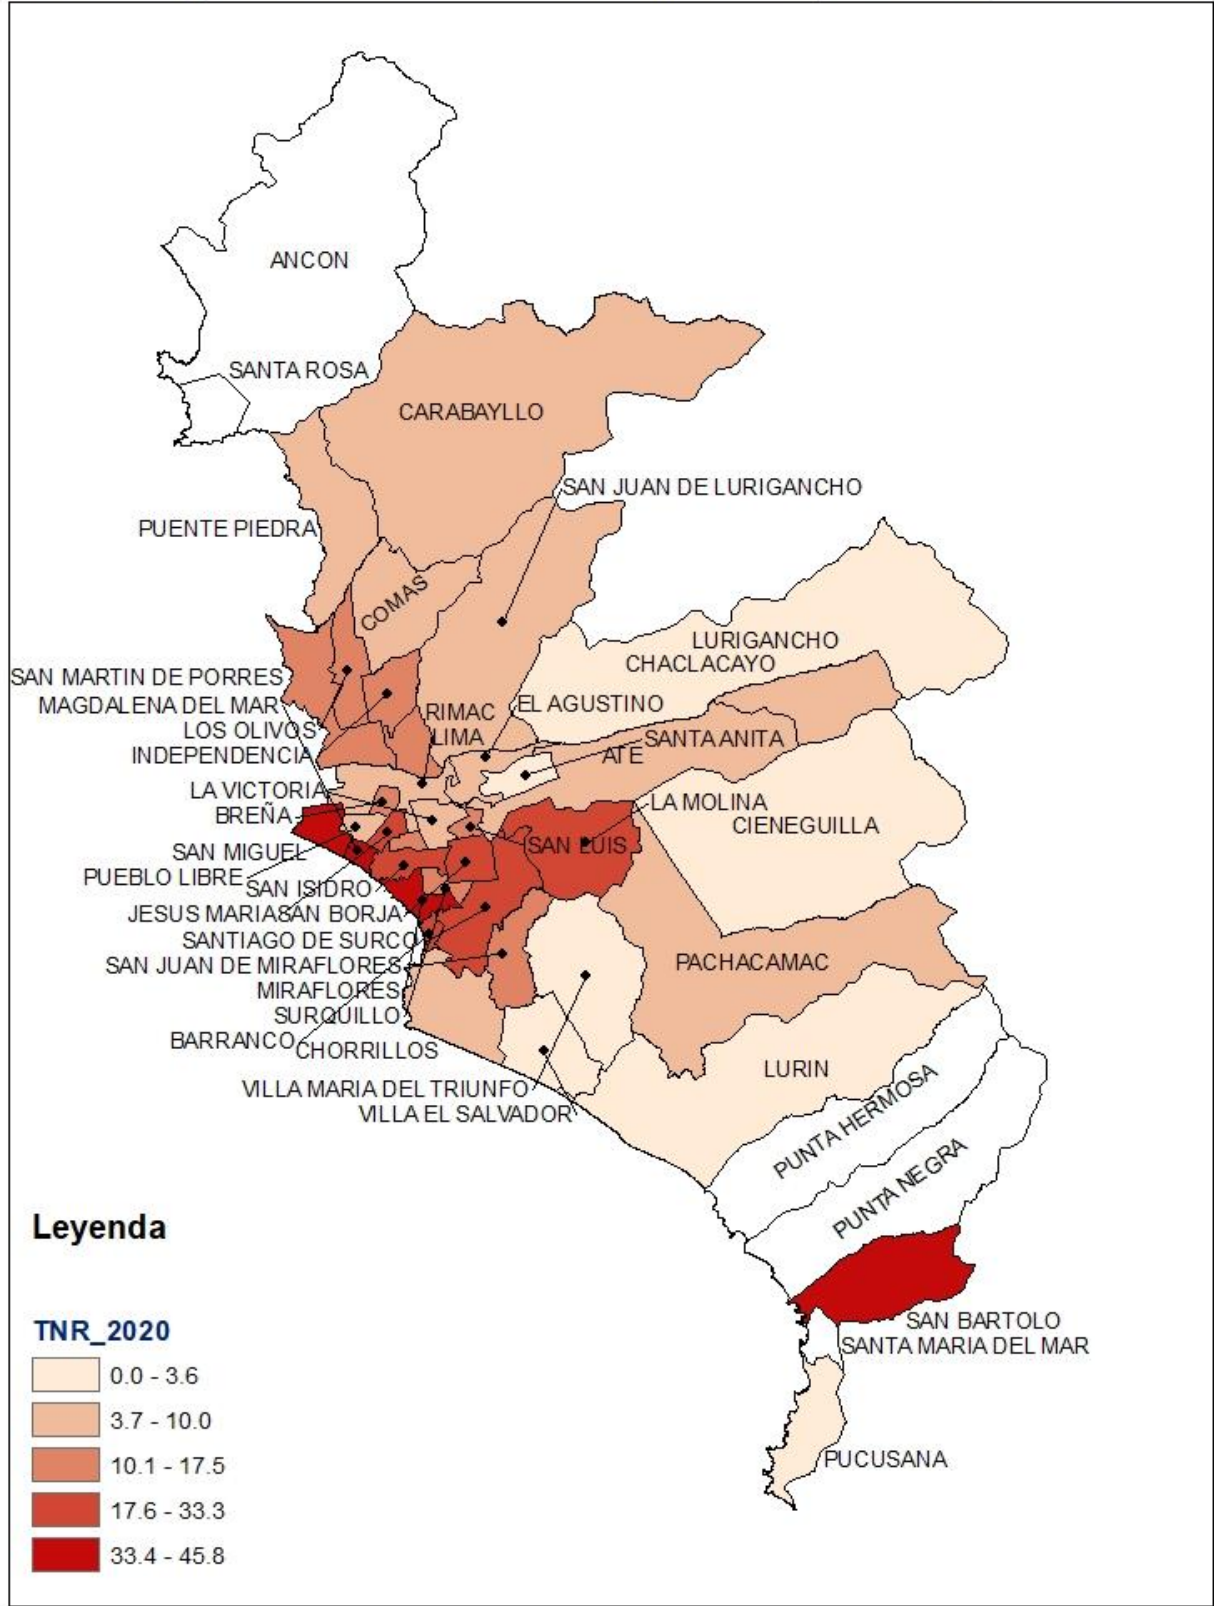 ANCON
SANTA ROSA
CARABAYLLO
SAN JUAN DE LURIGANCHO
PUENTE PIEDRA
COMAS
LURIGANCHO
CHACLACAYO
SAN MARTIN DE PORRES
MAGDALENA DEL MAR
EL AGUSTINO
RIMAC
LOS OLIVOS
LIMA
SANTA ANITA
INDEPENDENCIA
ATE
LA VICTORIA
LA MOLINA
BREÑA
CIENEGUILLA
SAN LUIS
SAN MIGUEL
PUEBLO LIBRE
SAN ISIDRO
JESUS MARIA
SAN BORJA
SANTIAGO DE SURCO
SAN JUAN DE MIRAFLORES
PACHACAMAC
MIRAFLORES
SURQUILLO
BARRANCO
CHORRILLOS
LURIN
VILLA MARIA DEL TRIUNFO
VILLA EL SALVADOR
PUNTA HERMOSA
PUNTA NEGRA
SAN BARTOLO
SANTA MARIA DEL MAR
PUCUSANA
Leyenda
TNR_2020
0.0 - 3.6
3.7 - 10.0
10.1 - 17.5
17.6 - 33.3
33.4 - 45.8